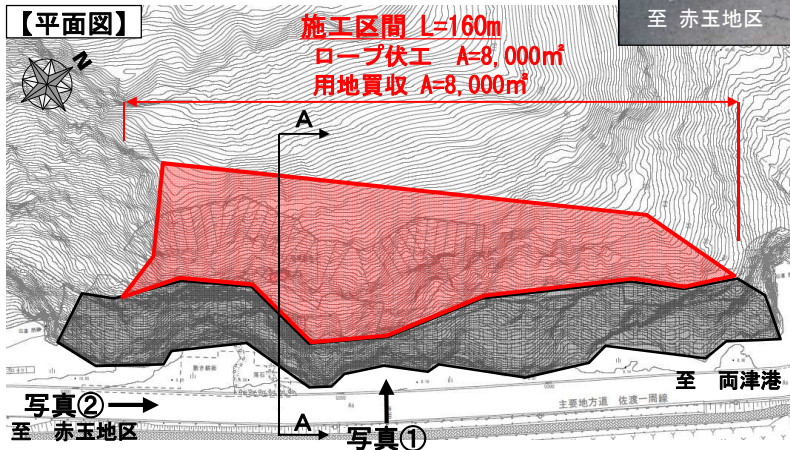 【平面図】
施工区間 L=160m
ロープ伏工 A=8,000㎡
用地買収 A=8,000㎡
至 赤玉地区
N
A
至 両津港
主要地方道 佐渡一周線
写真②
至 赤玉地区
A
写真①